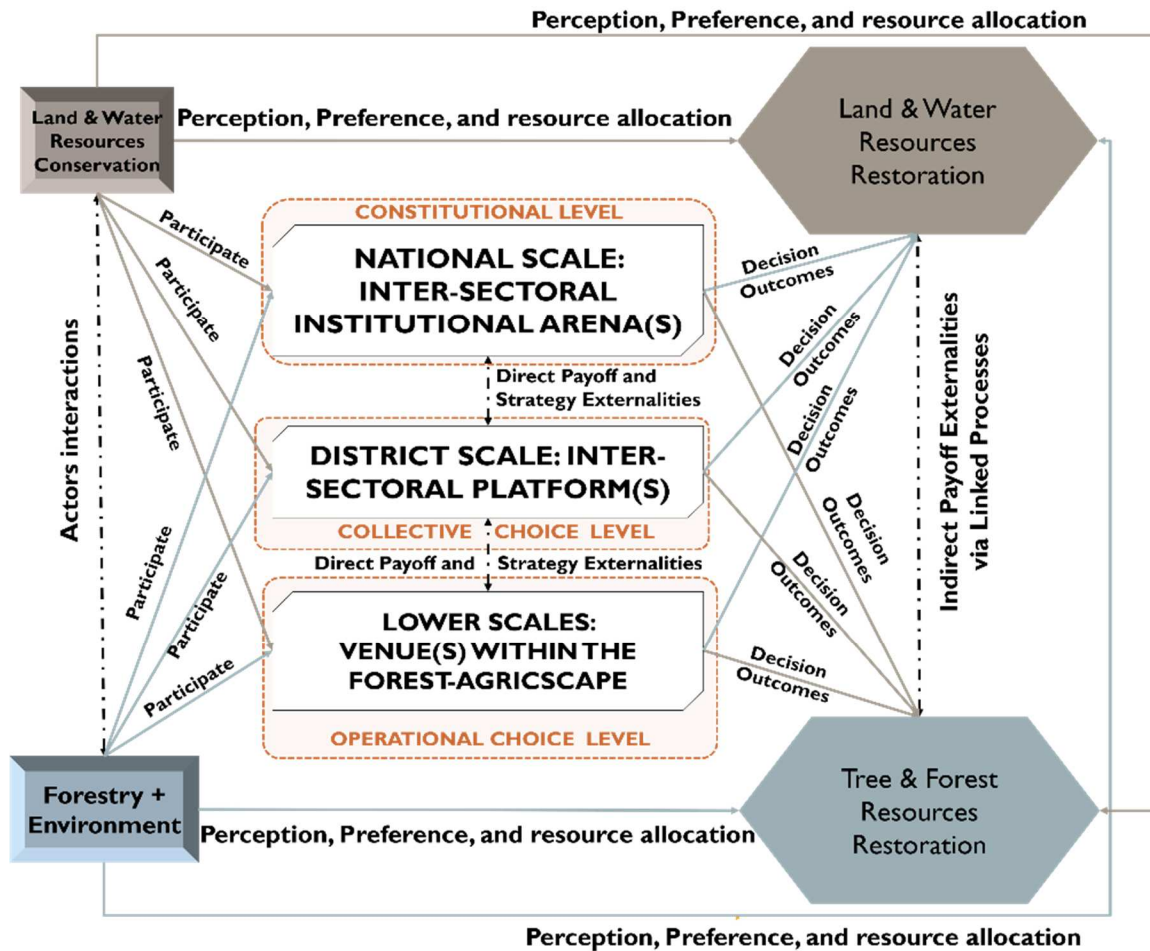 Perception, Preference, and resource allocation
Land & Water
Resources
Conservation
Perception, Preference, and resource allocation
Land & Water
Resources
Restoration
Participate
Participate
Participate
CONSTITUTIONAL LEVEL
NATIONAL SCALE:
INTER-SECTORAL
INSTITUTIONAL ARENA(S)
Decision
Outcomes
Decision
Outcomes
Decision
Outcomes
Actors interactions
Direct Payoff and
Strategy Externalities
DISTRICT SCALE: INTER-
SECTORAL PLATFORM(S)
COLLECTIVE CHOICE LEVEL
Direct Payoff and Strategy Externalities
Indirect Payoff Externalities
via Linked Processes
Participate
Participate
Participate
LOWER SCALES:
VENUE(S) WITHIN THE
FOREST-AGRICSCAPE
OPERATIONAL CHOICE LEVEL
Decision
Outcomes
Decision
Outcomes
Decision
Outcomes
Forestry +
Environment
Perception, Preference, and resource allocation
Tree & Forest
Resources
Restoration
Perception, Preference, and resource allocation